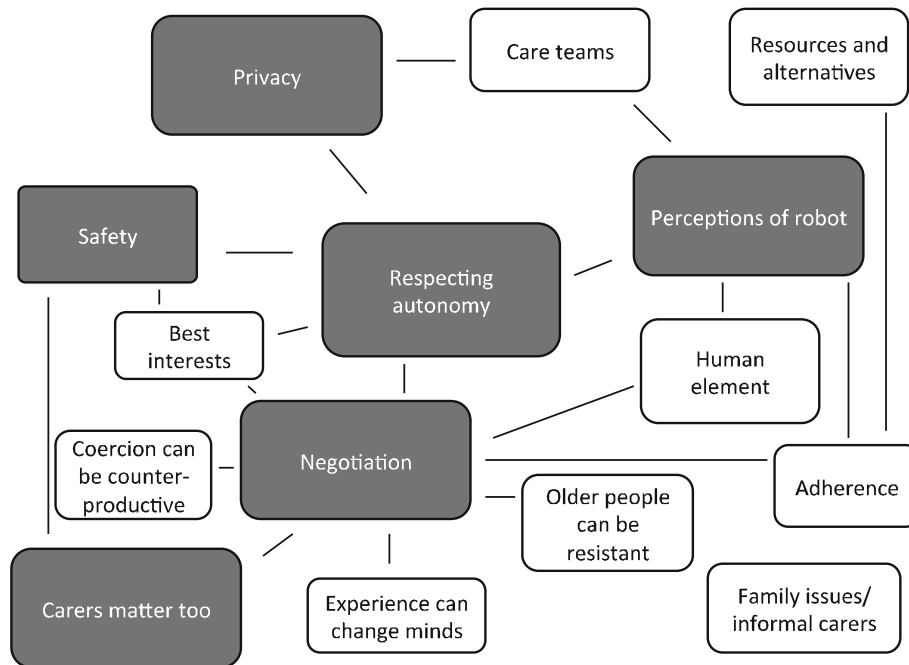 Privacy
Care teams
Resources and
alternatives
Safety
Respecting
autonomy
Perceptions of robot
Best
interests
Human
element
Coercion can
be counter-
productive
Negotiation
Older people
can be
resistant
Adherence
Carers matter too
Experience can
change minds
Family issues/
informal carers